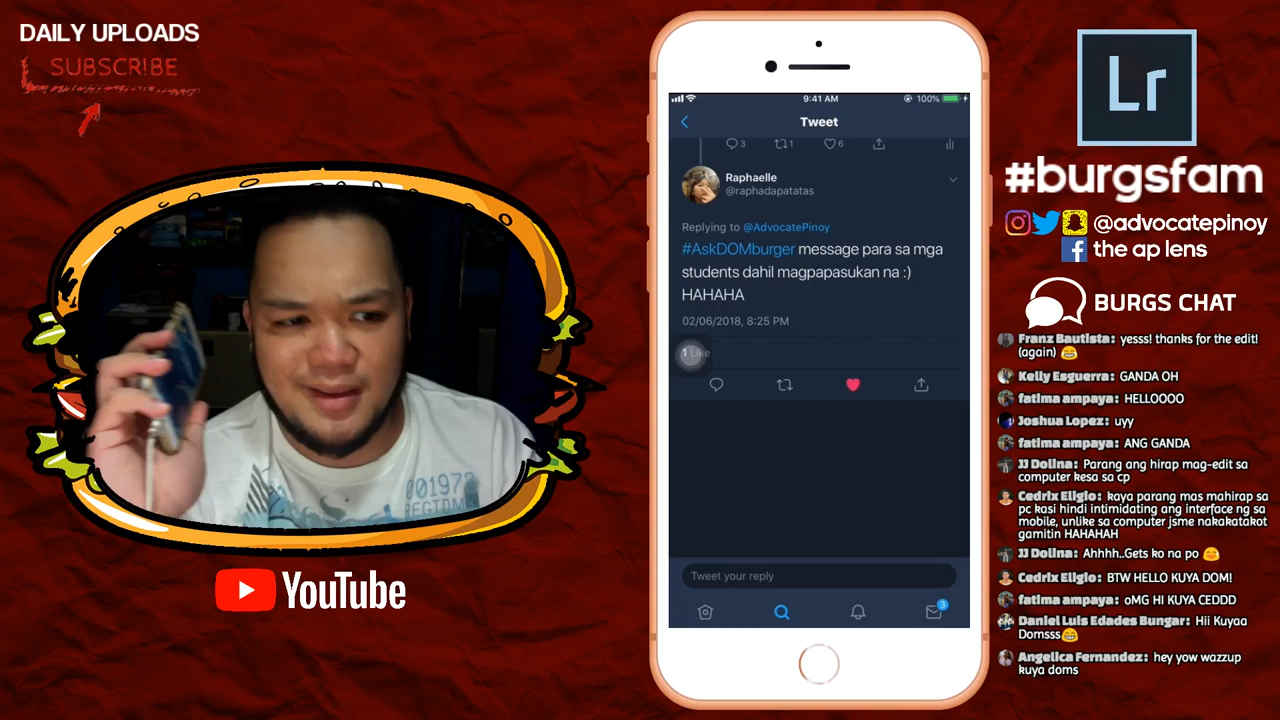 DAILY UPLOADS
SUBSCRIBE
001973
REGTDMK
YouTube
9:41 AM
100%
Tweet
3
1
6
Raphaelle
@raphadapatatas
Replying to @AdvocatePinoy
#AskDOMburger message para sa mga
students dahil magpapasukan na :)
HAHAHA
02/06/2018, 8:25 PM
1 Like
Tweet your reply
3
Lr
#burgsfam
@advocatepinoy
the ap lens
BURGS CHAT
Franz Bautista: yesss! thanks for the edit!
(again) 😂
Kelly Esguerra: GANDA OH
fatima ampaya: HELLOOOO
Joshua Lopez: uyy
fatima ampaya: ANG GANDA
JJ Dolina: Parang ang hirap mag-edit sa
computer kesa sa cp
Cedrix Eligio: kaya parang mas mahirap sa
pc kasi hindi intimidating ang interface ng sa
mobile, unlike sa computer jsme nakakatakot
gamitin HAHAHAH
JJ Dolina: Ahhhh..Gets ko na po 😊
Cedrix Eligio: BTW HELLO KUYA DOM!
fatima ampaya: oMG HI KUYA CEDDD
Daniel Luis Edades Bungar: Hii Kuyaa
Domsss😂
Angelica Fernandez: hey yow wazzup
kuya doms